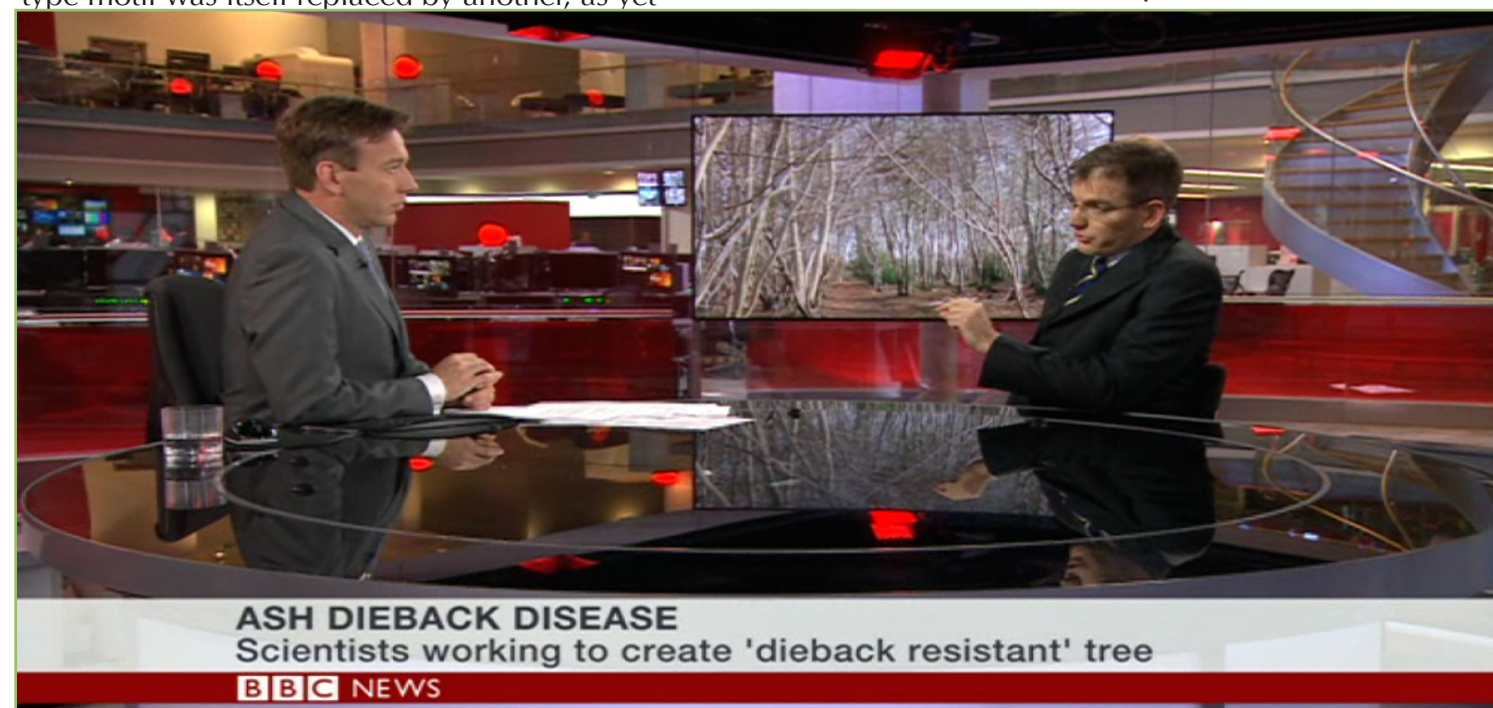 type motif was itself replaced by another, as yet
ASH DIEBACK DISEASE
Scientists working to create 'dieback resistant' tree
BBC NEWS